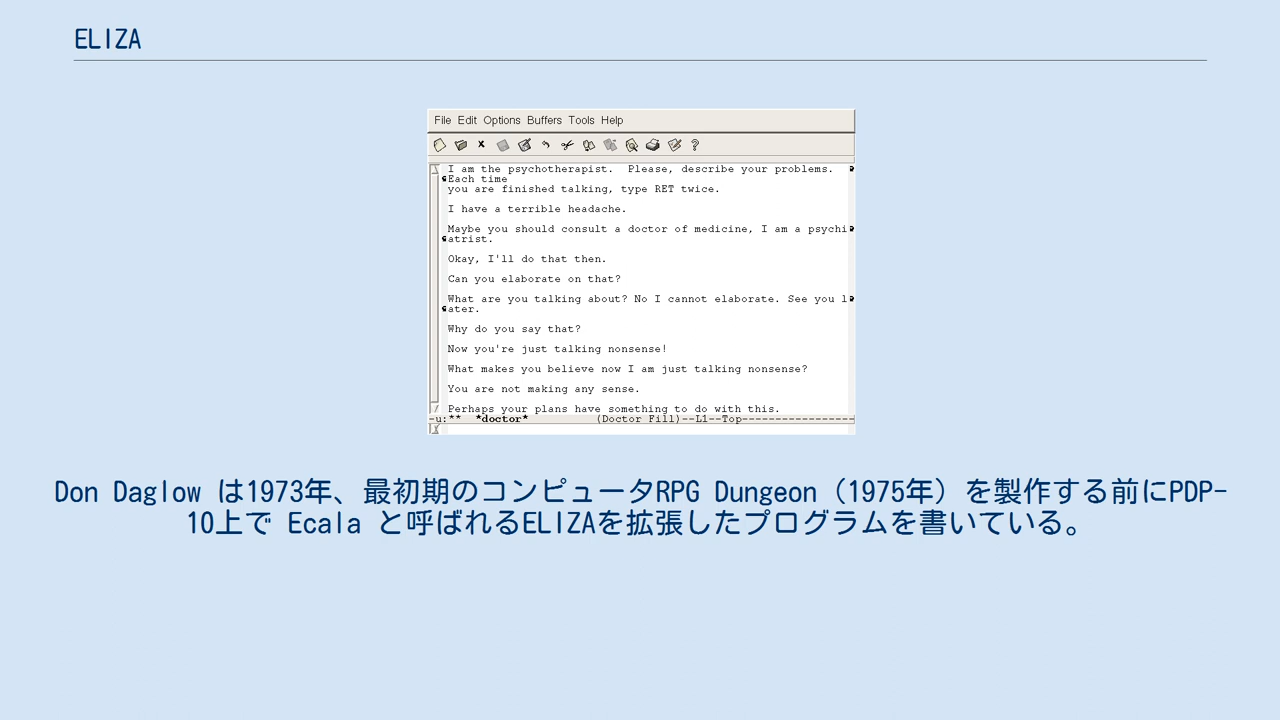 ELIZA
File Edit Options Buffers Tools Help
I am the psychotherapist.  Please, describe your problems.
Each time
you are finished talking, type RET twice.
I have a terrible headache.
Maybe you should consult a doctor of medicine, I am a psychi
atrist.
Okay, I'll do that then.
Can you elaborate on that?
What are you talking about? No I cannot elaborate. See you l
ater.
Why do you say that?
Now you're just talking nonsense!
What makes you believe now I am just talking nonsense?
You are not making any sense.
Perhaps your plans have something to do with this.
-u:**  *doctor*          (Doctor Fill)--L1--Top-----------------
Don Daglow は1973年、最初期のコンピュータRPG Dungeon（1975年）を製作する前にPDP-
10上で Ecala と呼ばれるELIZAを拡張したプログラムを書いている。